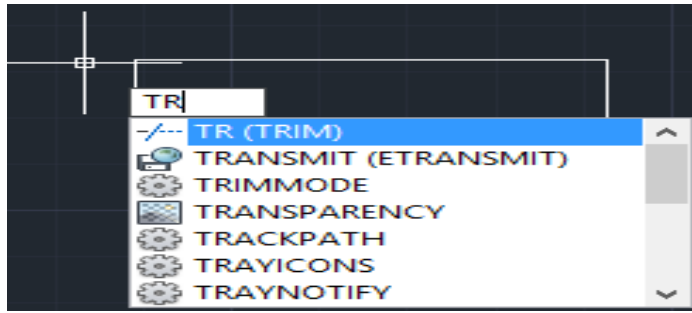 TR
TR (TRIM)
TRANSMIT (ETRANSMIT)
TRIMMODE
TRANSPARENCY
TRACKPATH
TRAYICONS
TRAYNOTIFY